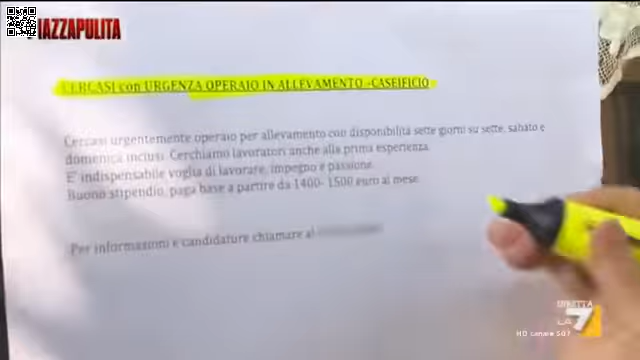 PIAZZAPULITA
CERCASI con URGENZA OPERAIO IN ALLEVAMENTO -CASEIFICIO
Cercasi urgentemente operaio per allevamento con disponibilità sette giorni su sette, sabato e
domenica inclusi. Cerchiamo lavoratori anche alla prima esperienza.
E' indispensabile voglia di lavorare, impegno e passione.
Buono stipendio, paga base a partire da 1400- 1500 euro al mese.
Per informazioni e candidature chiamare al
DIRETTA
LA 7
HD canale 507